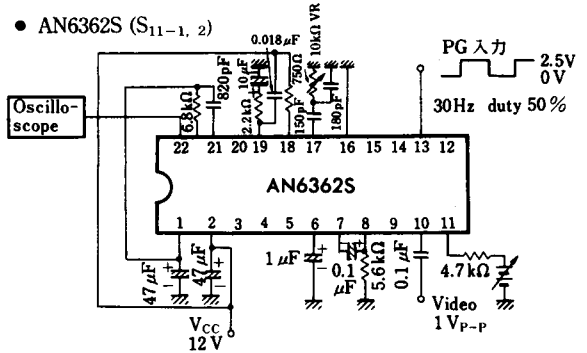 ● AN6362S (S11-1, 2)
0.018 μF
10kΩ VR
PG 入力
2.5V
0 V
30Hz duty 50%
Oscillo-
scope
6.8kΩ
820pF
2.2kΩ
10μF
750Ω
150pF
180pF
22 21 20 19 18 17 16 15 14 13 12
AN6362S
1 2 3 4 5 6 7 8 9 10 11
47 μF
+
−
47 μF
+
−
1 μF
+
−
0.1
μF
+
5.6kΩ
0.1 μF
4.7kΩ
+
−
Video
1 VP-P
VCC
12 V